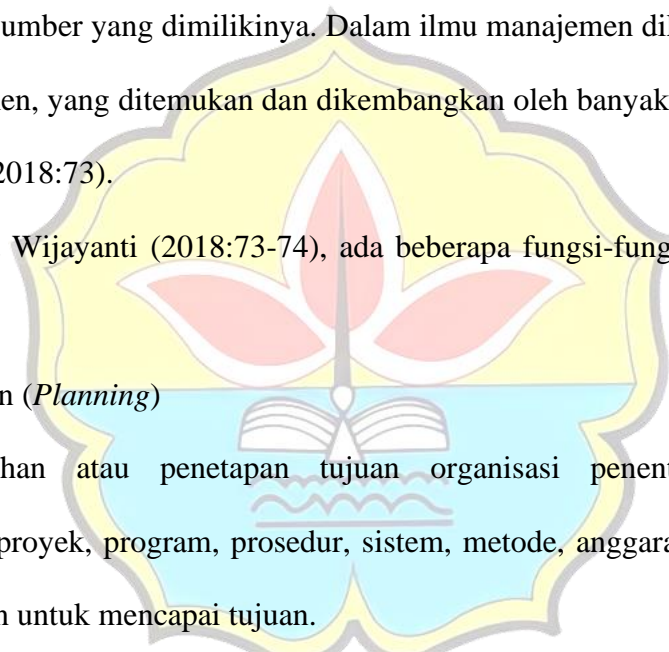 umber yang dimilikinya. Dalam ilmu manajemen di
en, yang ditemukan dan dikembangkan oleh banyak
2018:73).
Wijayanti (2018:73-74), ada beberapa fungsi-fung
n (Planning)
han atau penetapan tujuan organisasi penent
proyek, program, prosedur, sistem, metode, anggara
n untuk mencapai tujuan.